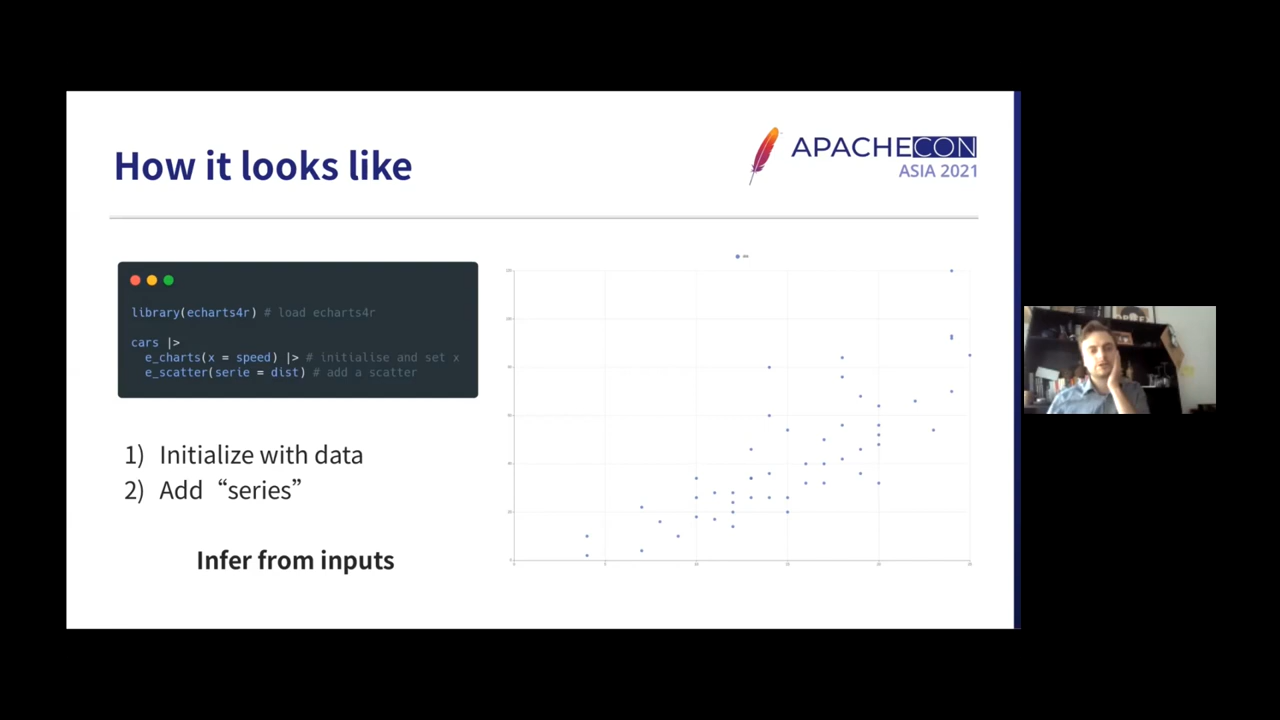 How it looks like
APACHECON
ASIA 2021
library(echarts4r) # load echarts4r
cars |>
e_charts(x = speed) |> # initialise and set x
e_scatter(serie = dist) # add a scatter
1) Initialize with data
2) Add “series”
Infer from inputs